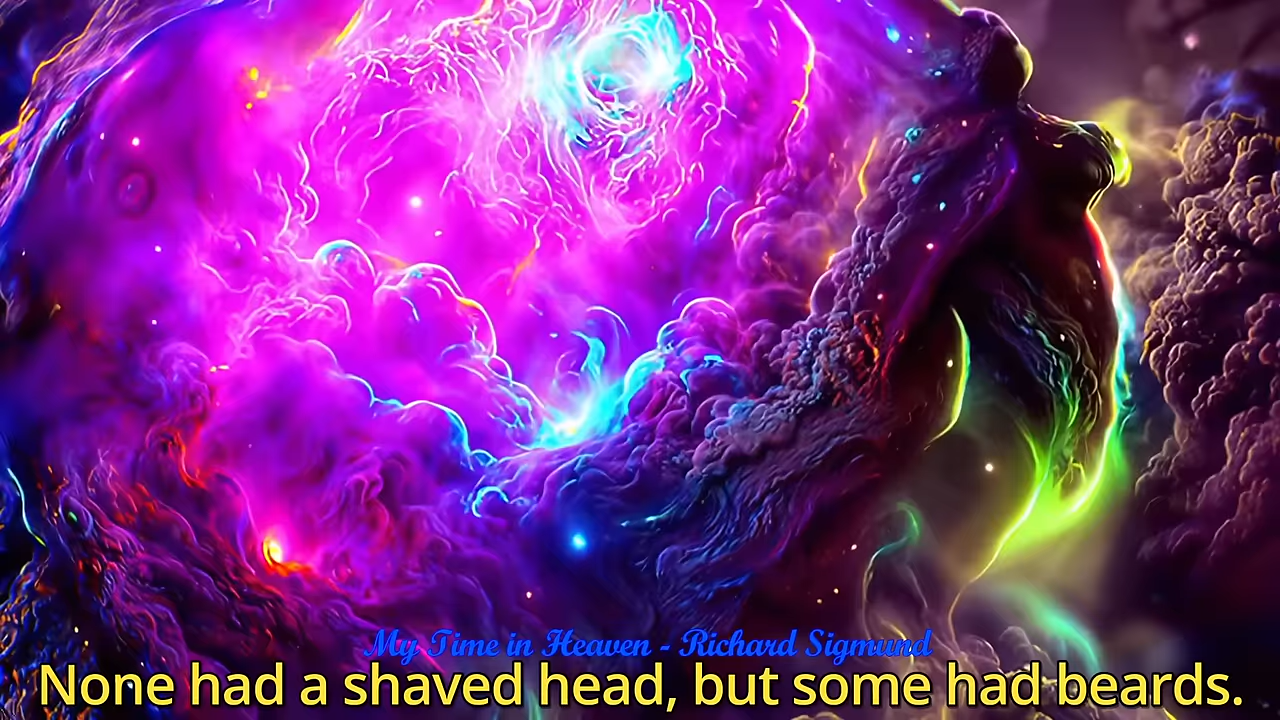 My Time in Heaven - Richard Sigmund
None had a shaved head, but some had beards.